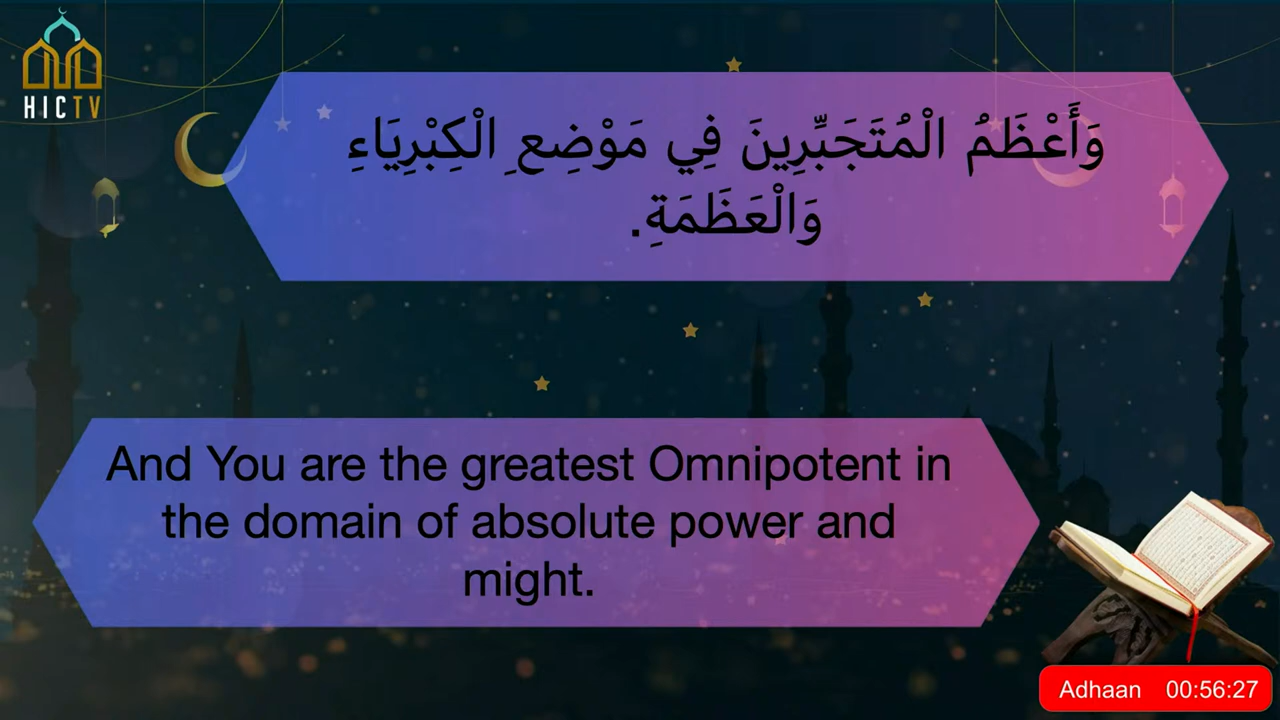 HICTV
وَأَعْظَمُ الْمُتَجَبِّرِينَ فِي مَوْضِعِ الْكِبْرِيَاءِ
وَالْعَظَمَةِ.
And You are the greatest Omnipotent in
the domain of absolute power and
might.
Adhaan 00:56:27